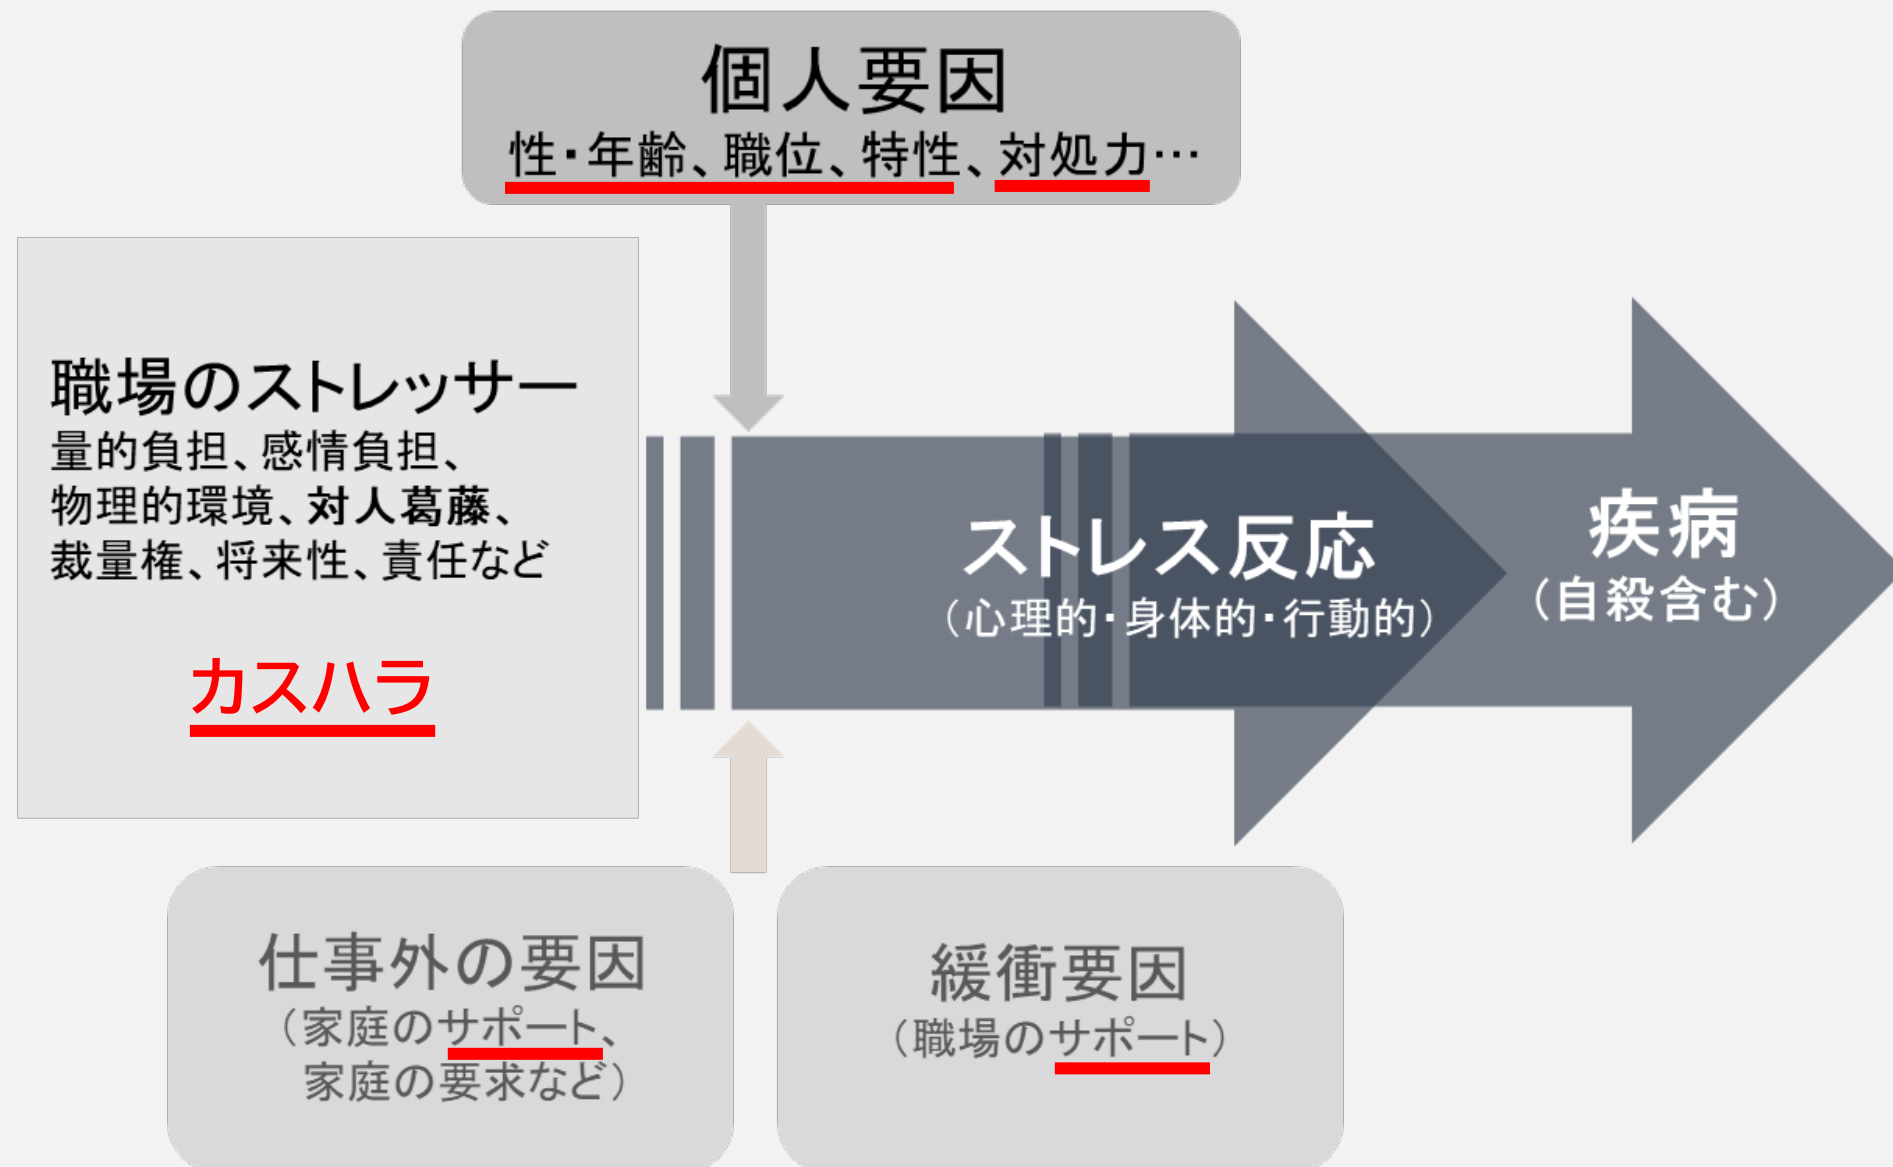 個人要因
性・年齢、職位、特性、対処力…
職場のストレッサー
量的負担、感情負担、
物理的環境、対人葛藤、
裁量権、将来性、責任など
カスハラ
ストレス反応
（心理的・身体的・行動的）
疾病
（自殺含む）
仕事外の要因
（家庭のサポート、
家庭の要求など）
緩衝要因
（職場のサポート）